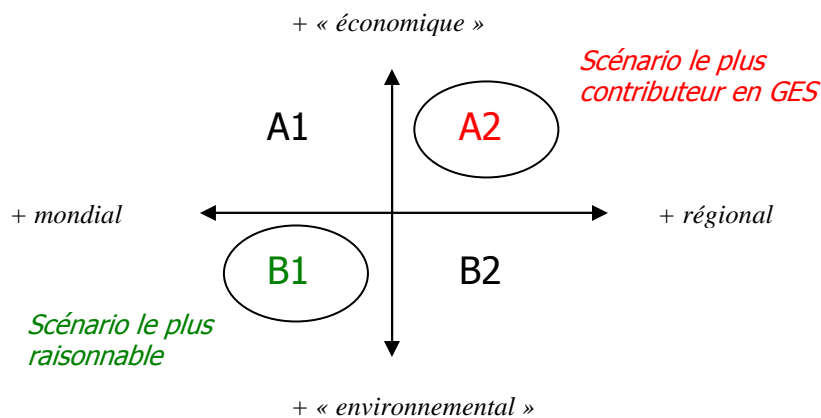 + « économique »
Scénario le plus
contributeur en GES
A1
A2
+ mondial
+ régional
B1
B2
Scénario le plus
raisonnable
+ « environnemental »